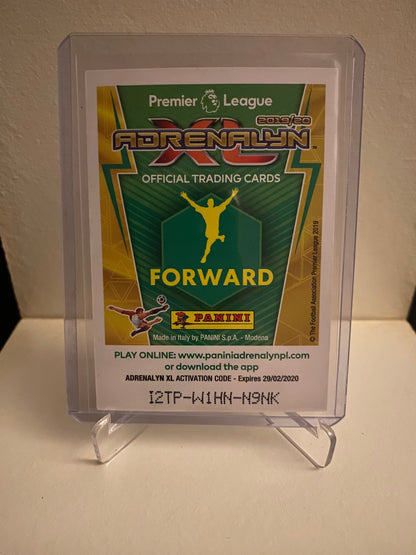 Premier League
2019/20
ADRENALYN XL™
OFFICIAL TRADING CARDS
FORWARD
PANINI
Made in Italy by PANINI S.p.A. - Modena
© The Football Association Premier League 2019
PLAY ONLINE: www.paniniadrenalynpl.com
or download the app
ADRENALYN XL ACTIVATION CODE - Expires 29/02/2020
I2TP-W1HN-N9NK